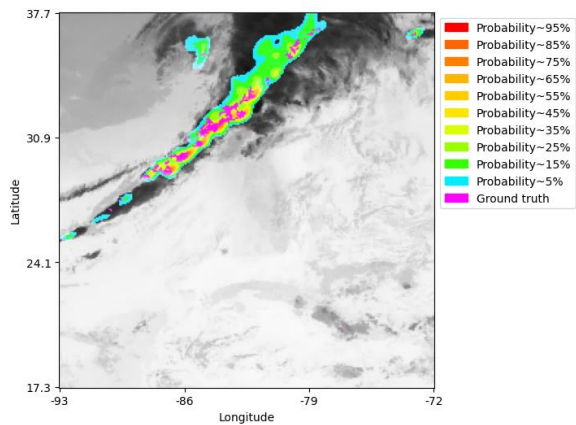 37.7
30.9
24.1
17.3
Latitude
-93
-86
-79
-72
Longitude
Probability~95%
Probability~85%
Probability~75%
Probability~65%
Probability~55%
Probability~45%
Probability~35%
Probability~25%
Probability~15%
Probability~5%
Ground truth